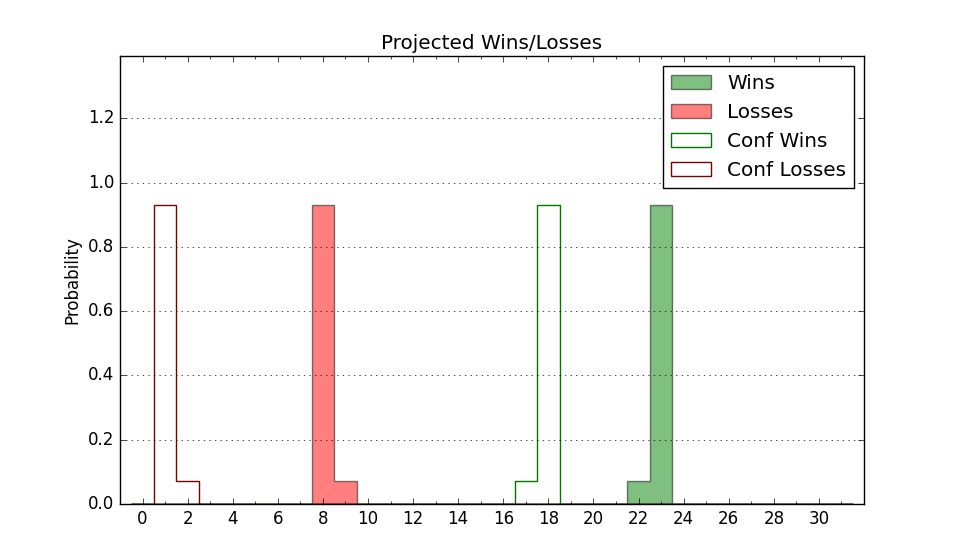 Projected Wins/Losses
Wins
Losses
Conf Wins
Conf Losses
Probability
1.2
1.0
0.8
0.6
0.4
0.2
0.0
0 2 4 6 8 10 12 14 16 18 20 22 24 26 28 30